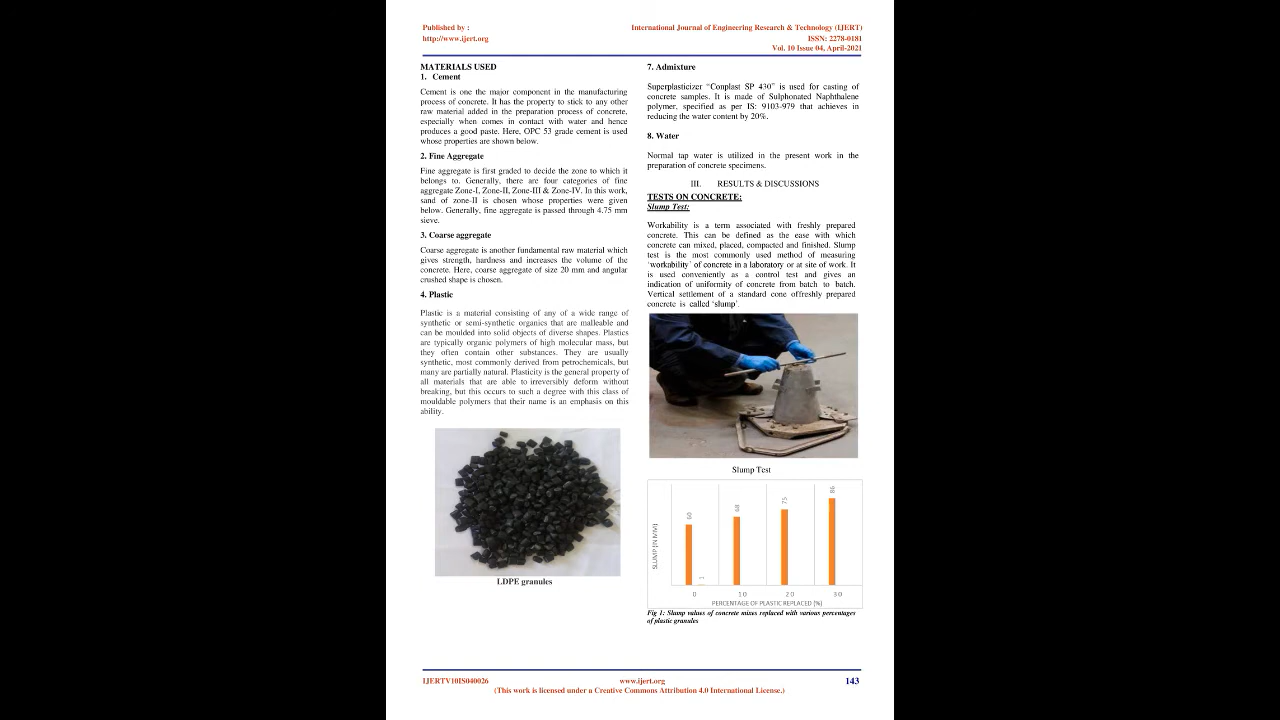 Published by :
http://www.ijert.org
International Journal of Engineering Research & Technology (IJERT)
ISSN: 2278-0181
Vol. 10 Issue 04, April-2021
MATERIALS USED
1. Cement
Cement is one the major component in the manufacturing
process of concrete. It has the property to stick to any other
raw material added in the preparation process of concrete,
especially when comes in contact with water and hence
produces a good paste. Here, OPC 53 grade cement is used
whose properties are shown below.
2. Fine Aggregate
Fine aggregate is first graded to decide the zone to which it
belongs to. Generally, there are four categories of fine
aggregate Zone-I, Zone-II, Zone-III & Zone-IV. In this work,
sand of zone-II is chosen whose properties were given
below. Generally, fine aggregate is passed through 4.75 mm
sieve.
3. Coarse aggregate
Coarse aggregate is another fundamental raw material which
gives strength, hardness and increases the volume of the
concrete. Here, coarse aggregate of size 20 mm and angular
crushed shape is chosen.
4. Plastic
Plastic is a material consisting of any of a wide range of
synthetic or semi-synthetic organics that are malleable and
can be moulded into solid objects of diverse shapes. Plastics
are typically organic polymers of high molecular mass, but
they often contain other substances. They are usually
synthetic, most commonly derived from petrochemicals, but
many are partially natural. Plasticity is the general property of
all materials that are able to irreversibly deform without
breaking, but this occurs to such a degree with this class of
mouldable polymers that their name is an emphasis on this
ability.
LDPE granules
7. Admixture
Superplasticizer “Conplast SP 430” is used for casting of
concrete samples. It is made of Sulphonated Naphthalene
polymer, specified as per IS: 9103-979 that achieves in
reducing the water content by 20%.
8. Water
Normal tap water is utilized in the present work in the
preparation of concrete specimens.
III. RESULTS & DISCUSSIONS
TESTS ON CONCRETE:
Slump Test:
Workability is a term associated with freshly prepared
concrete. This can be defined as the ease with which
concrete can mixed, placed, compacted and finished. Slump
test is the most commonly used method of measuring
‘workability’ of concrete in a laboratory or at site of work. It
is used conveniently as a control test and gives an
indication of uniformity of concrete from batch to batch.
Vertical settlement of a standard cone offreshly prepared
concrete is called ‘slump’.
Slump Test
SLUMP (IN MM)
60
1
68
75
86
0 10 20 30
PERCENTAGE OF PLASTIC REPLACED (%)
Fig 1: Slump values of concrete mixes replaced with various percentages
of plastic granules
IJERTV10IS040026
www.ijert.org
143
(This work is licensed under a Creative Commons Attribution 4.0 International License.)